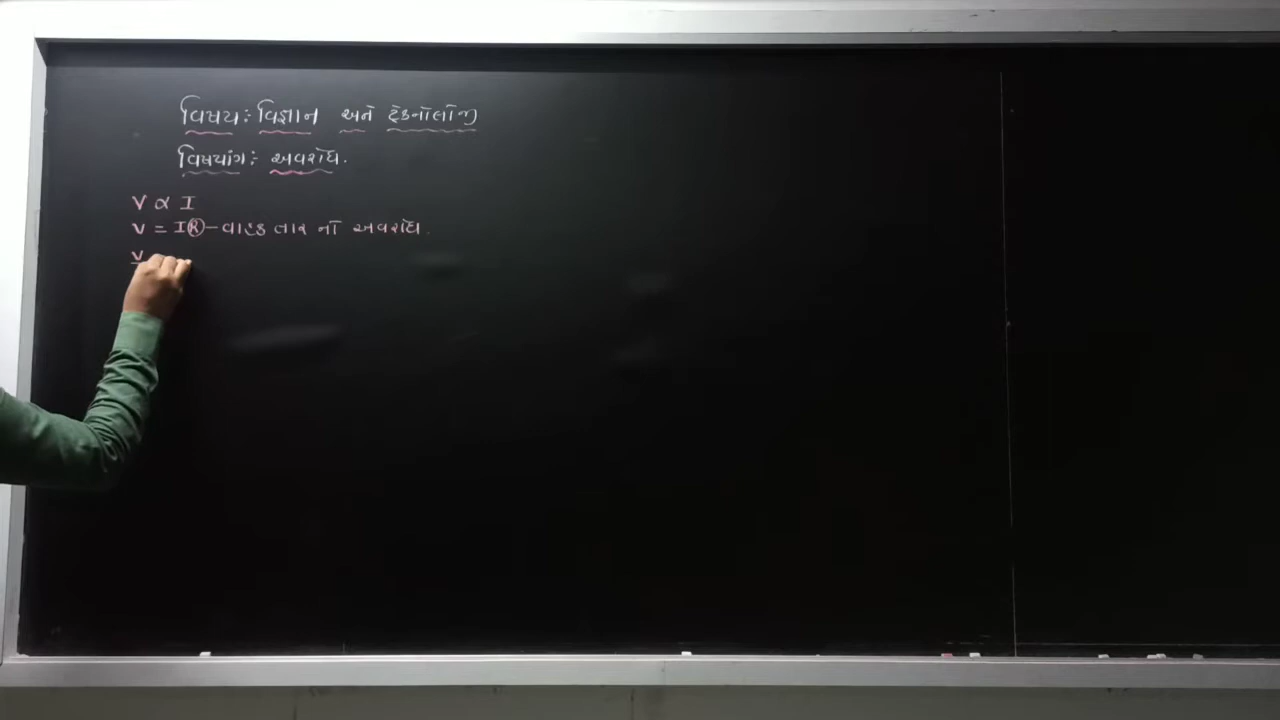 વિષય:- વિજ્ઞાન અને ટેકનોલોજી
વિષયાંગ:- અવરોધ.
V ∝ I
V = IR - વાહક તાર નો અવરોધ.
V